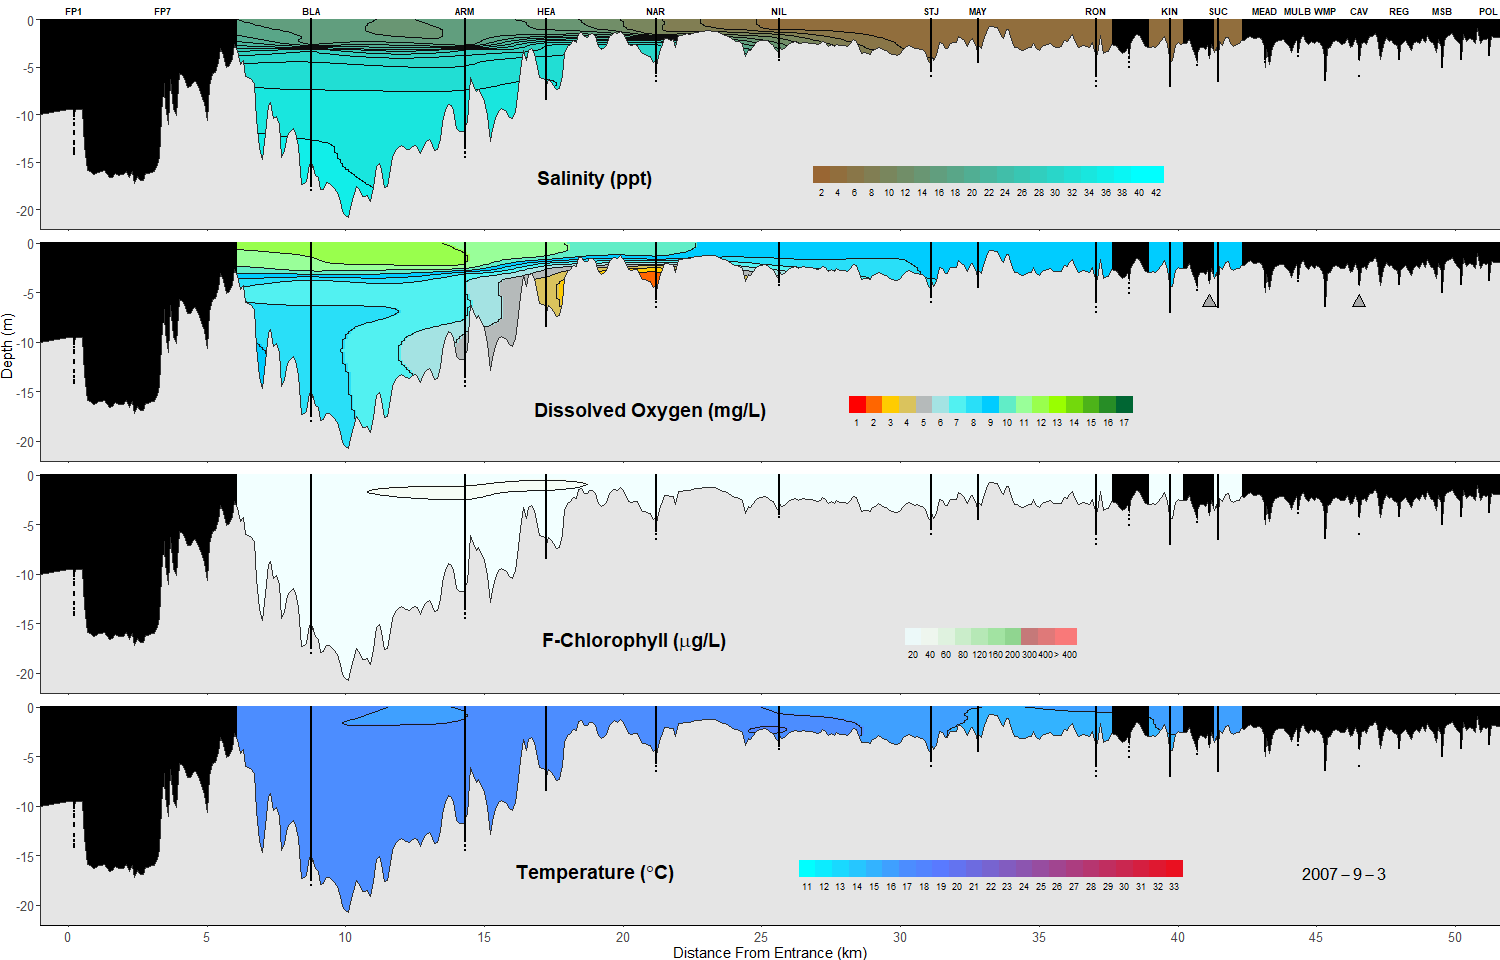 FP1 FP7 BLA ARM HEA NAR NIL STJ MAY RON KIN SUC MEAD MULB WMP CAV REG MSB POL
0
-5
-10
-15
-20
Salinity (ppt)
2 4 6 8 10 12 14 16 18 20 22 24 26 28 30 32 34 36 38 40 42
0
-5
-10
-15
-20
Dissolved Oxygen (mg/L)
1 2 3 4 5 6 7 8 9 10 11 12 13 14 15 16 17
Depth (m)
0
-5
-10
-15
-20
F-Chlorophyll (μg/L)
20 40 60 80 120 160 200 300 400 > 400
0
-5
-10
-15
-20
Temperature (°C)
11 12 13 14 15 16 17 18 19 20 21 22 23 24 25 26 27 28 29 30 31 32 33
2007 – 9 – 3
0 5 10 15 20 25 30 35 40 45 50
Distance From Entrance (km)